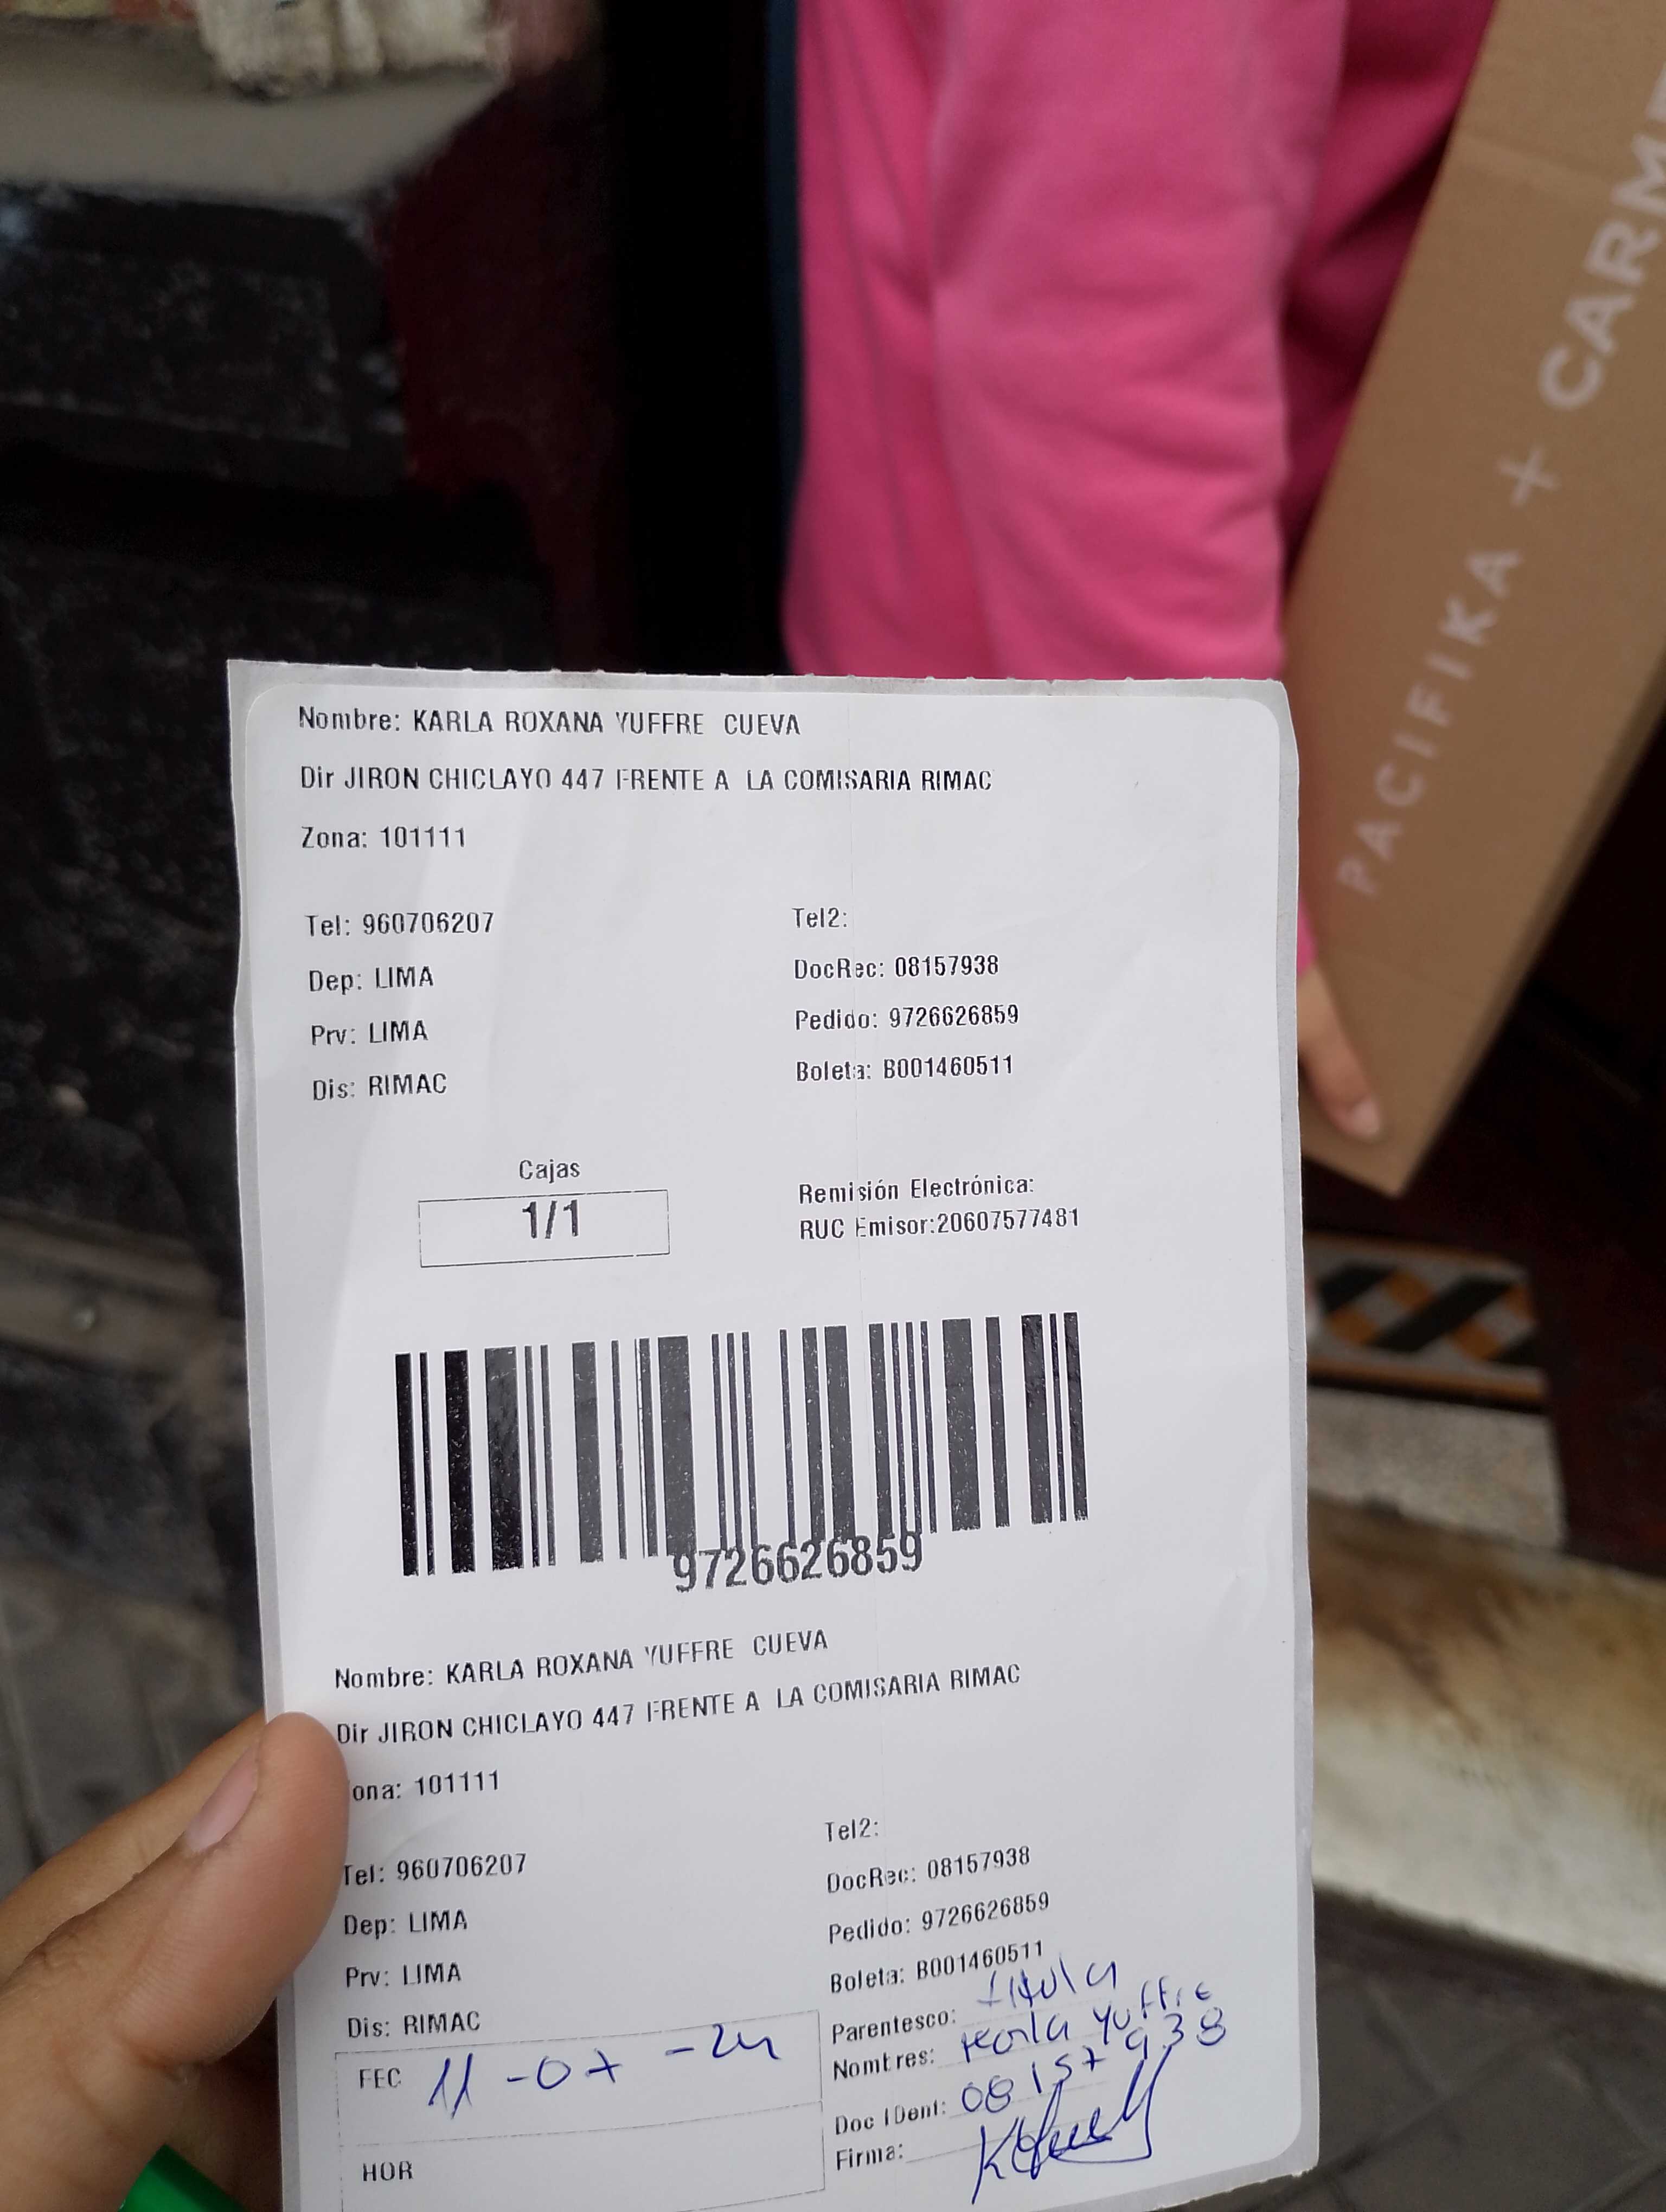 PACIFIKA + CARME
Nombre: KARLA ROXANA YUFFRE CUEVA
Dir JIRON CHICLAYO 447 FRENTE A LA COMISARIA RIMAC
Zona: 101111
Tel: 960706207
Tel2:
Dep: LIMA
DocRec: 08157938
Prv: LIMA
Pedido: 9726626859
Dis: RIMAC
Boleta: B001460511
Cajas
1/1
Remisión Electrónica:
RUC Emisor:20607577481
9726626859
Nombre: KARLA ROXANA YUFFRE CUEVA
Dir JIRON CHICLAYO 447 FRENTE A LA COMISARIA RIMAC
ona: 101111
Tel: 960706207
Tel2:
Dep: LIMA
DocRec: 08157938
Prv: LIMA
Pedido: 9726626859
Dis: RIMAC
Boleta: B001460511
Parentesco: titular
FEC 11-07-24
Nombres: Karla Yuffre
Doc IDent: 08157938
HOR
Firma: